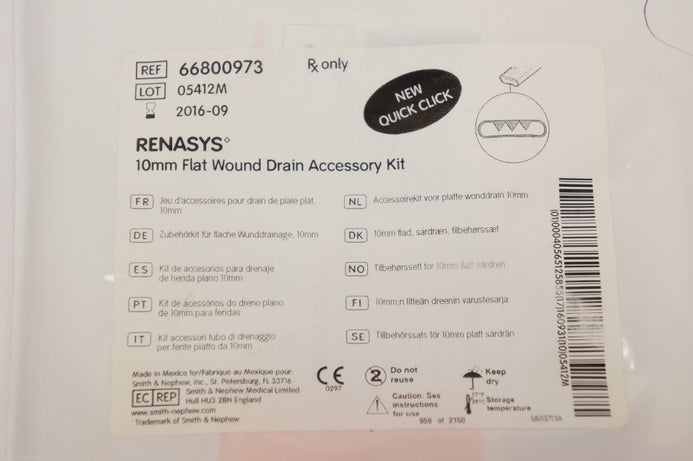 REF 66800973
Rx only
LOT 05412M
2016-09
NEW
QUICK CLICK
RENASYS◊
10mm Flat Wound Drain Accessory Kit
FR Jeu d'accessoires pour drain de plaie plat,
10mm
DE Zubehörkit für flache Wunddrainage, 10mm
ES Kit de accesorios para drenaje
de herida plano 10mm
PT Kit de acessórios do dreno plano
de 10mm para feridas
IT Kit accessori tubo di drenaggio
per ferite piatto da 10mm
NL Accessoirekit voor platte wonddrain 10mm
DK 10mm flad, sårdræn, tilbehørssæt
NO Tilbehørssett for 10mm flatt sårdren
FI 10mm:n litteän dreenin varustesarja
SE Tillbehörssats för 10mm platt sårdrän
Made in Mexico for/Fabriqué au Mexique pour:
Smith & Nephew, Inc., St. Petersburg, FL 33716
EC REP Smith & Nephew Medical Limited
Hull HU3 2BN England
www.smith-nephew.com
◊Trademark of Smith & Nephew
CE
0297
2 Do not
reuse
Keep
dry
Caution: See
instructions
for use
Storage
temperature
959 of 2150
LA03713A